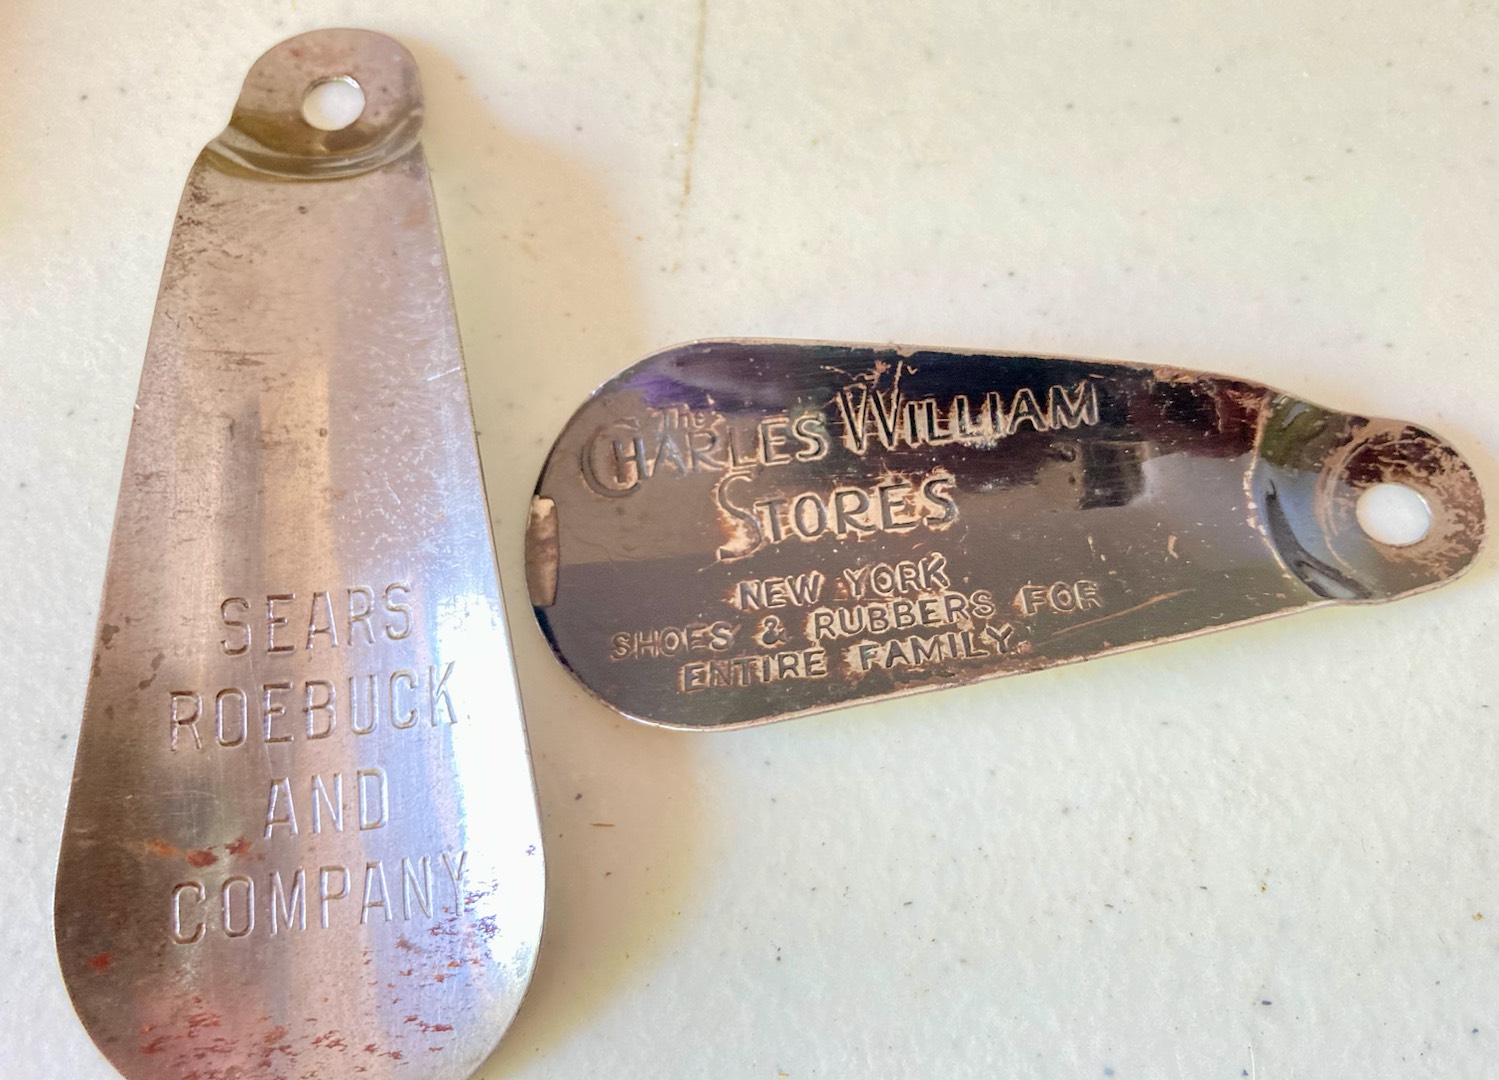 SEARS
ROEBUCK
AND
COMPANY
The
CHARLES WILLIAM
STORES
NEW YORK
SHOES & RUBBERS FOR
ENTIRE FAMILY